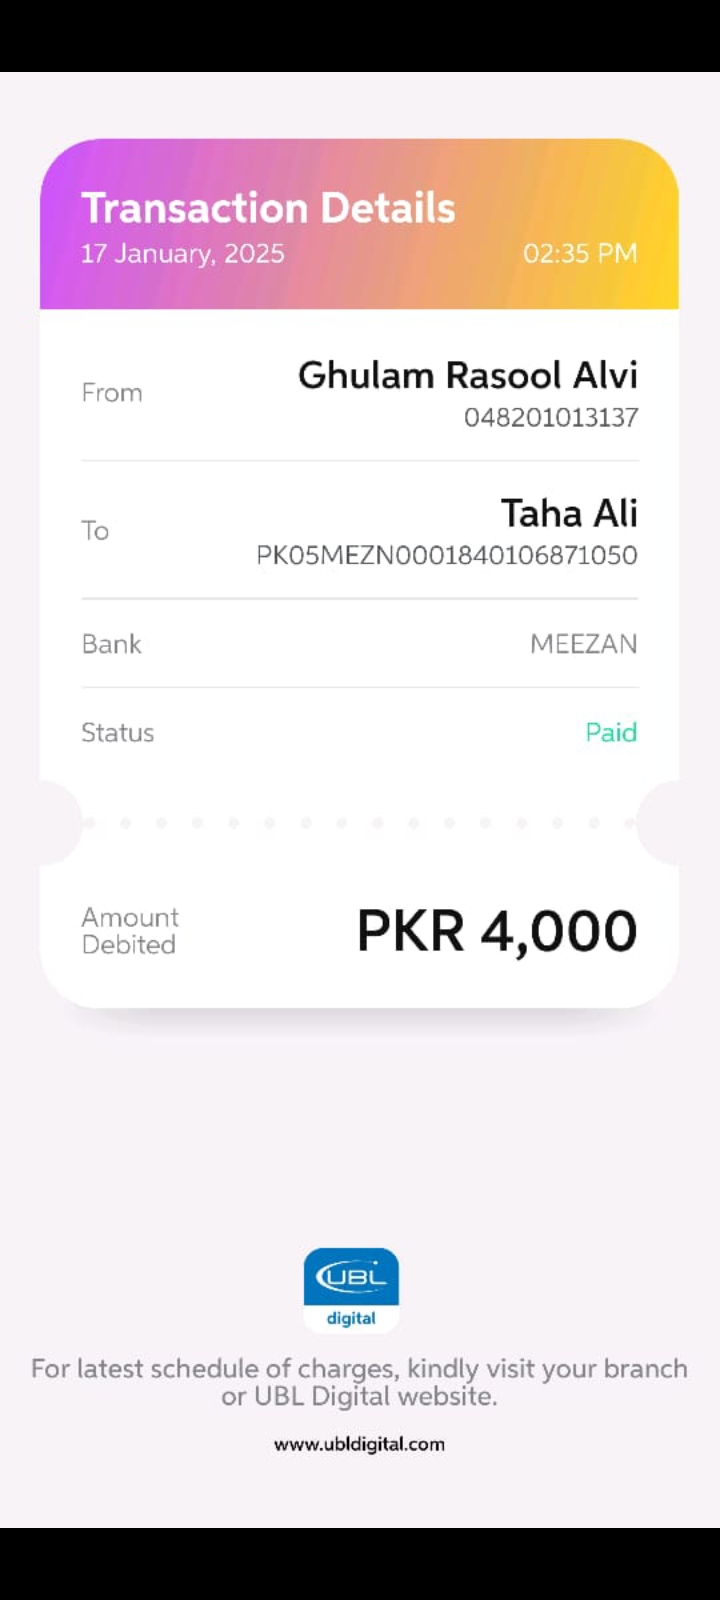 Transaction Details
17 January, 2025 02:35 PM
From
Ghulam Rasool Alvi
048201013137
To
Taha Ali
PK05MEZN0001840106871050
Bank MEEZAN
Status Paid
Amount
Debited
PKR 4,000
UBL
digital
For latest schedule of charges, kindly visit your branch
or UBL Digital website.
www.ubldigital.com